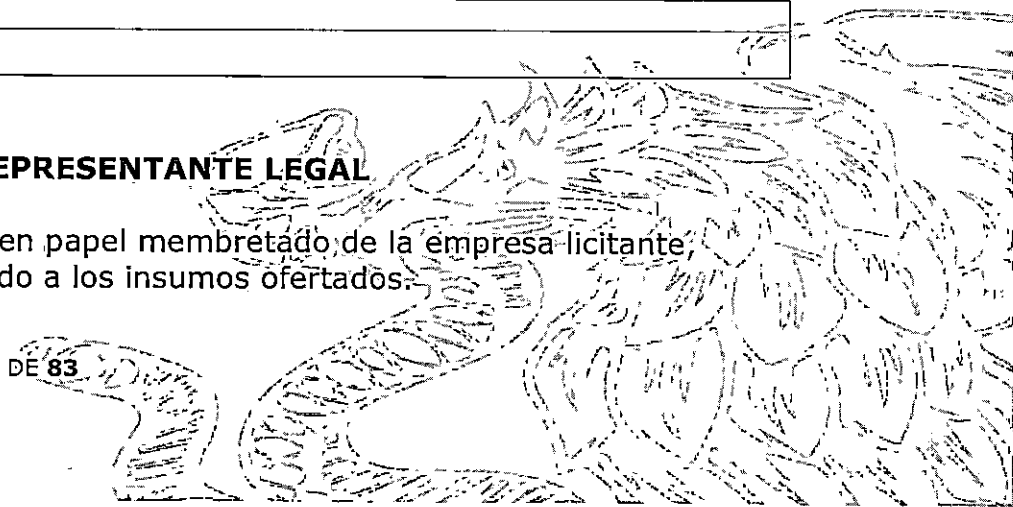 EPRESENTANTE LEGAL
en papel membretado de la empresa licitante,
do a los insumos ofertados.
DE 83